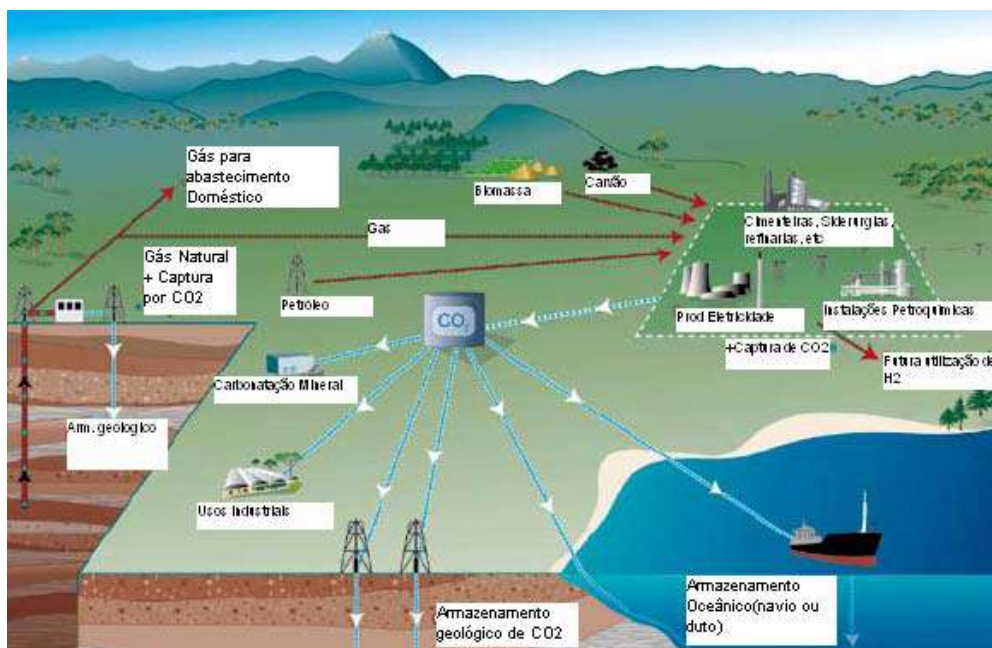 Gás para
abastecimento
Doméstico
Biomassa
Carvão
Cimenteiras, Siderurgias,
refinarias, etc
Gas
Gás Natural
+ Captura
por CO2
Petróleo
CO2
Prod Eletricidade
Instalações Petroquímicas
+Captura de CO2
Futura utilização de
H2
Carbonatação Mineral
Arm. geologico
Usos Industriais
Armazenamento
geológico de CO2
Armazenamento
Oceânico(navio ou
duto)